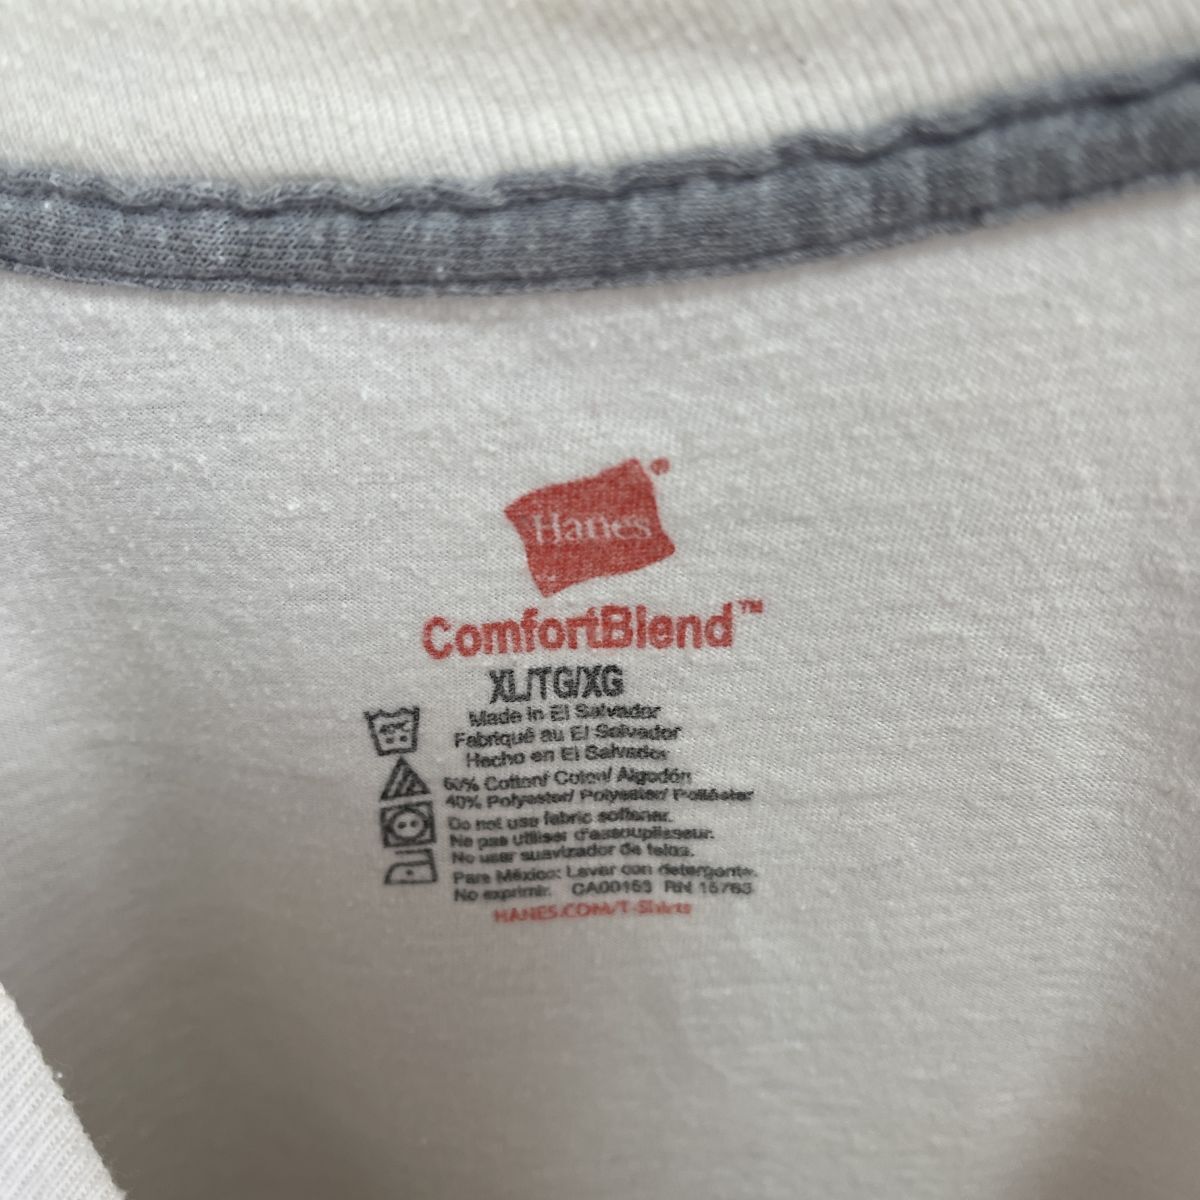 Hanes®
ComfortBlend™
XL/TG/XG
Made in El Salvador
Fabriqué au El Salvador
Hecho en El Salvador
60% Cotton/ Coton/ Algodón
40% Polyester/ Polyester/ Poliéster
Do not use fabric softener.
Ne pas utiliser d'assouplisseur.
No usar suavizador de telas.
Para México: Lavar con detergente.
No exprimir. CA00153 RN 15763
HANES.COM/T-Shirts